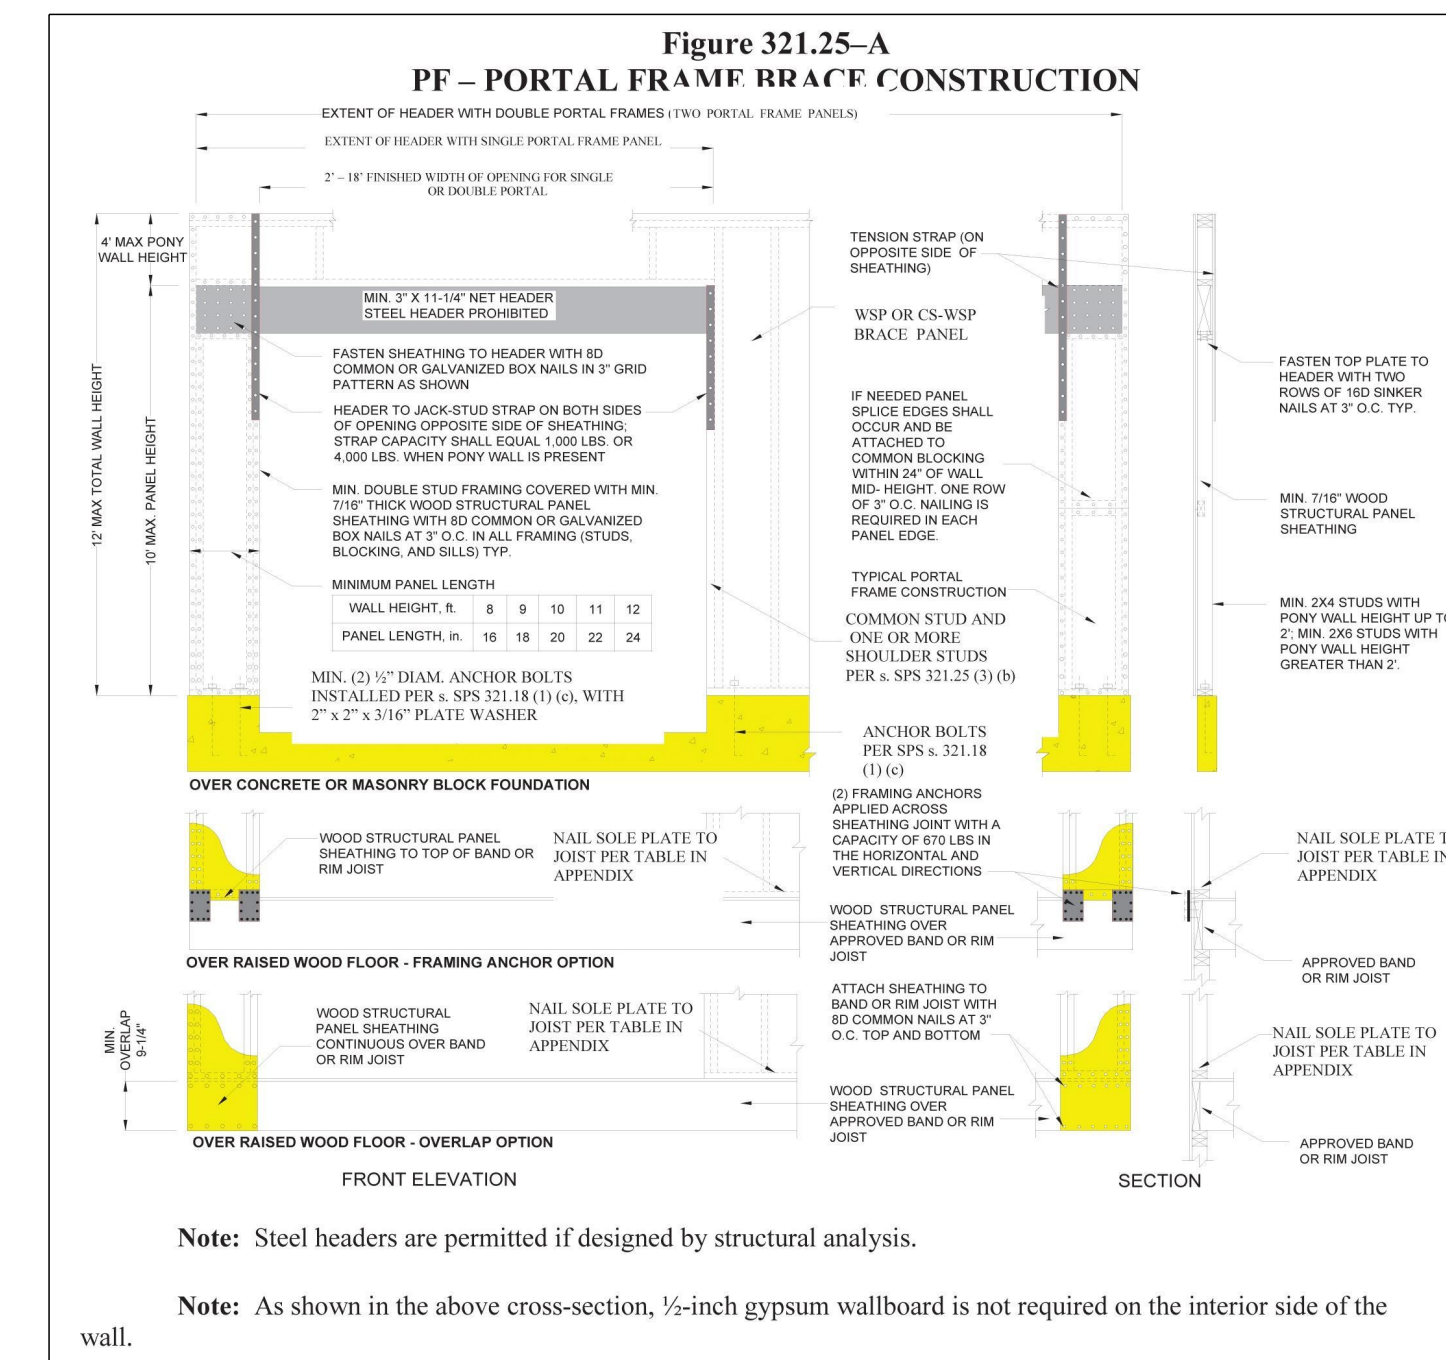 Figure 321.25–A
PF – PORTAL FRAME BRACE CONSTRUCTION
EXTENT OF HEADER WITH DOUBLE PORTAL FRAMES (TWO PORTAL FRAME PANELS)
EXTENT OF HEADER WITH SINGLE PORTAL FRAME PANEL
2' – 18' FINISHED WIDTH OF OPENING FOR SINGLE
OR DOUBLE PORTAL
4' MAX PONY
WALL HEIGHT
12' MAX TOTAL WALL HEIGHT
10' MAX. PANEL HEIGHT
MIN. 3" X 11-1/4" NET HEADER
STEEL HEADER PROHIBITED
FASTEN SHEATHING TO HEADER WITH 8D
COMMON OR GALVANIZED BOX NAILS IN 3" GRID
PATTERN AS SHOWN
HEADER TO JACK-STUD STRAP ON BOTH SIDES
OF OPENING OPPOSITE SIDE OF SHEATHING;
STRAP CAPACITY SHALL EQUAL 1,000 LBS. OR
4,000 LBS. WHEN PONY WALL IS PRESENT
MIN. DOUBLE STUD FRAMING COVERED WITH MIN.
7/16" THICK WOOD STRUCTURAL PANEL
SHEATHING WITH 8D COMMON OR GALVANIZED
BOX NAILS AT 3" O.C. IN ALL FRAMING (STUDS,
BLOCKING, AND SILLS) TYP.
MINIMUM PANEL LENGTH
WALL HEIGHT, ft. 8 9 10 11 12
PANEL LENGTH, in. 16 18 20 22 24
MIN. (2) ½” DIAM. ANCHOR BOLTS
INSTALLED PER s. SPS 321.18 (1) (c), WITH
2” x 2” x 3/16” PLATE WASHER
TENSION STRAP (ON
OPPOSITE SIDE OF
SHEATHING)
WSP OR CS-WSP
BRACE PANEL
IF NEEDED PANEL
SPLICE EDGES SHALL
OCCUR AND BE
ATTACHED TO
COMMON BLOCKING
WITHIN 24" OF WALL
MID- HEIGHT. ONE ROW
OF 3" O.C. NAILING IS
REQUIRED IN EACH
PANEL EDGE.
TYPICAL PORTAL
FRAME CONSTRUCTION
COMMON STUD AND
ONE OR MORE
SHOULDER STUDS
PER s. SPS 321.25 (3) (b)
ANCHOR BOLTS
PER SPS s. 321.18
(1) (c)
FASTEN TOP PLATE TO
HEADER WITH TWO
ROWS OF 16D SINKER
NAILS AT 3" O.C. TYP.
MIN. 7/16" WOOD
STRUCTURAL PANEL
SHEATHING
MIN. 2X4 STUDS WITH
PONY WALL HEIGHT UP TO
2'; MIN. 2X6 STUDS WITH
PONY WALL HEIGHT
GREATER THAN 2'.
OVER CONCRETE OR MASONRY BLOCK FOUNDATION
WOOD STRUCTURAL PANEL
SHEATHING TO TOP OF BAND OR
RIM JOIST
NAIL SOLE PLATE TO
JOIST PER TABLE IN
APPENDIX
(2) FRAMING ANCHORS
APPLIED ACROSS
SHEATHING JOINT WITH A
CAPACITY OF 670 LBS IN
THE HORIZONTAL AND
VERTICAL DIRECTIONS
WOOD STRUCTURAL PANEL
SHEATHING OVER
APPROVED BAND OR RIM
JOIST
NAIL SOLE PLATE
JOIST PER TABLE IN
APPENDIX
APPROVED BAND
OR RIM JOIST
OVER RAISED WOOD FLOOR - FRAMING ANCHOR OPTION
MIN.
OVERLAP
9-1/4"
WOOD STRUCTURAL
PANEL SHEATHING
CONTINUOUS OVER BAND
OR RIM JOIST
NAIL SOLE PLATE TO
JOIST PER TABLE IN
APPENDIX
ATTACH SHEATHING TO
BAND OR RIM JOIST WITH
8D COMMON NAILS AT 3"
O.C. TOP AND BOTTOM
WOOD STRUCTURAL PANEL
SHEATHING OVER
APPROVED BAND OR RIM
JOIST
NAIL SOLE PLATE TO
JOIST PER TABLE IN
APPENDIX
APPROVED BAND
OR RIM JOIST
OVER RAISED WOOD FLOOR - OVERLAP OPTION
FRONT ELEVATION
SECTION
Note: Steel headers are permitted if designed by structural analysis.
Note: As shown in the above cross-section, ½-inch gypsum wallboard is not required on the interior side of the
wall.